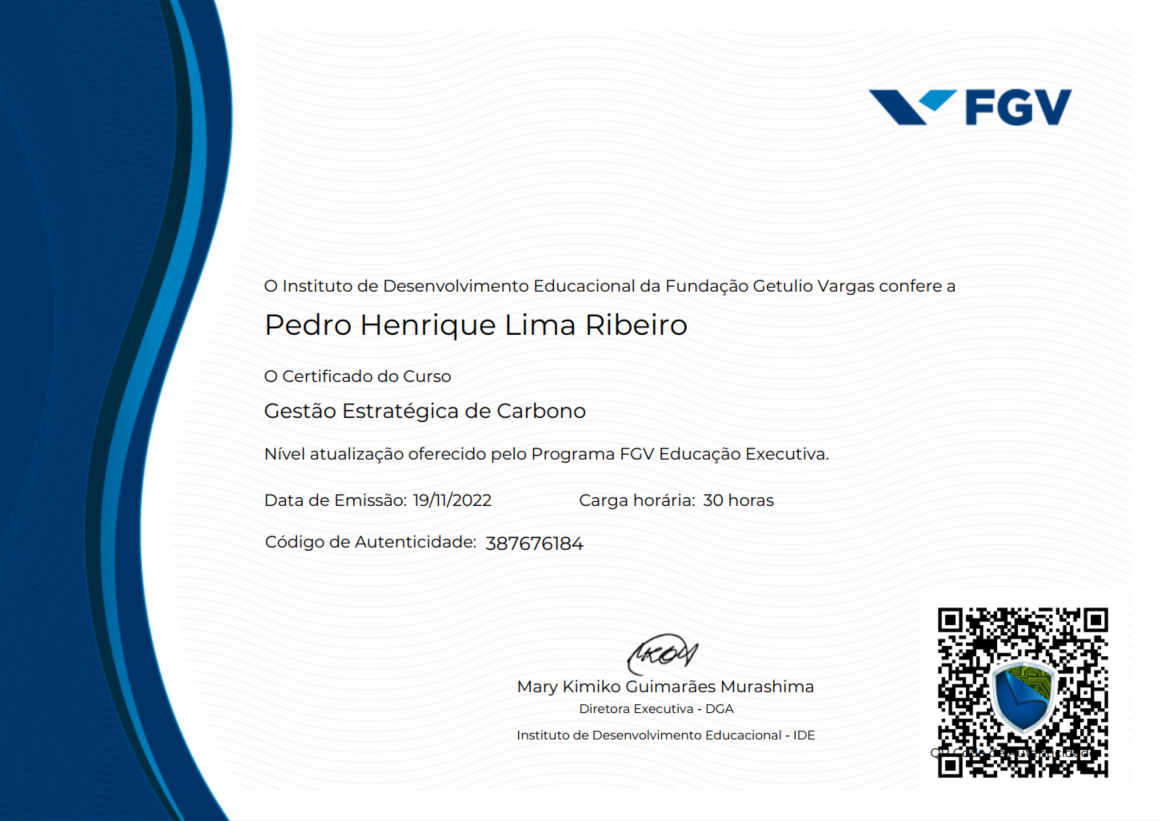 FGV
O Instituto de Desenvolvimento Educacional da Fundação Getulio Vargas confere a
Pedro Henrique Lima Ribeiro
O Certificado do Curso
Gestão Estratégica de Carbono
Nível atualização oferecido pelo Programa FGV Educação Executiva.
Data de Emissão: 19/11/2022 Carga horária: 30 horas
Código de Autenticidade: 387676184
Mary Kimiko Guimarães Murashima
Diretora Executiva - DGA
Instituto de Desenvolvimento Educacional - IDE